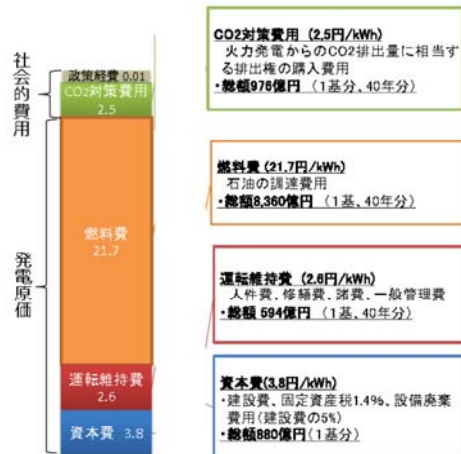 社会的費用
発電原価
政策経費 0.01
CO2対策費用
2.5
燃料費
21.7
運転維持費
2.6
資本費 3.8
CO2対策費用 (2.5円/kWh)
火力発電からのCO2排出量に相当す
る排出権の購入費用
・総額976億円 (1基分、40年分)
燃料費 (21.7円/kWh)
石油の調達費用
・総額8,360億円 (1基、40年分)
運転維持費 (2.6円/kWh)
人件費、修繕費、諸費、一般管理費
・総額 594億円 (1基、40年分)
資本費(3.8円/kWh)
・建設費、固定資産税1.4%、設備廃棄
費用(建設費の5%)
・総額880億円(1基分)